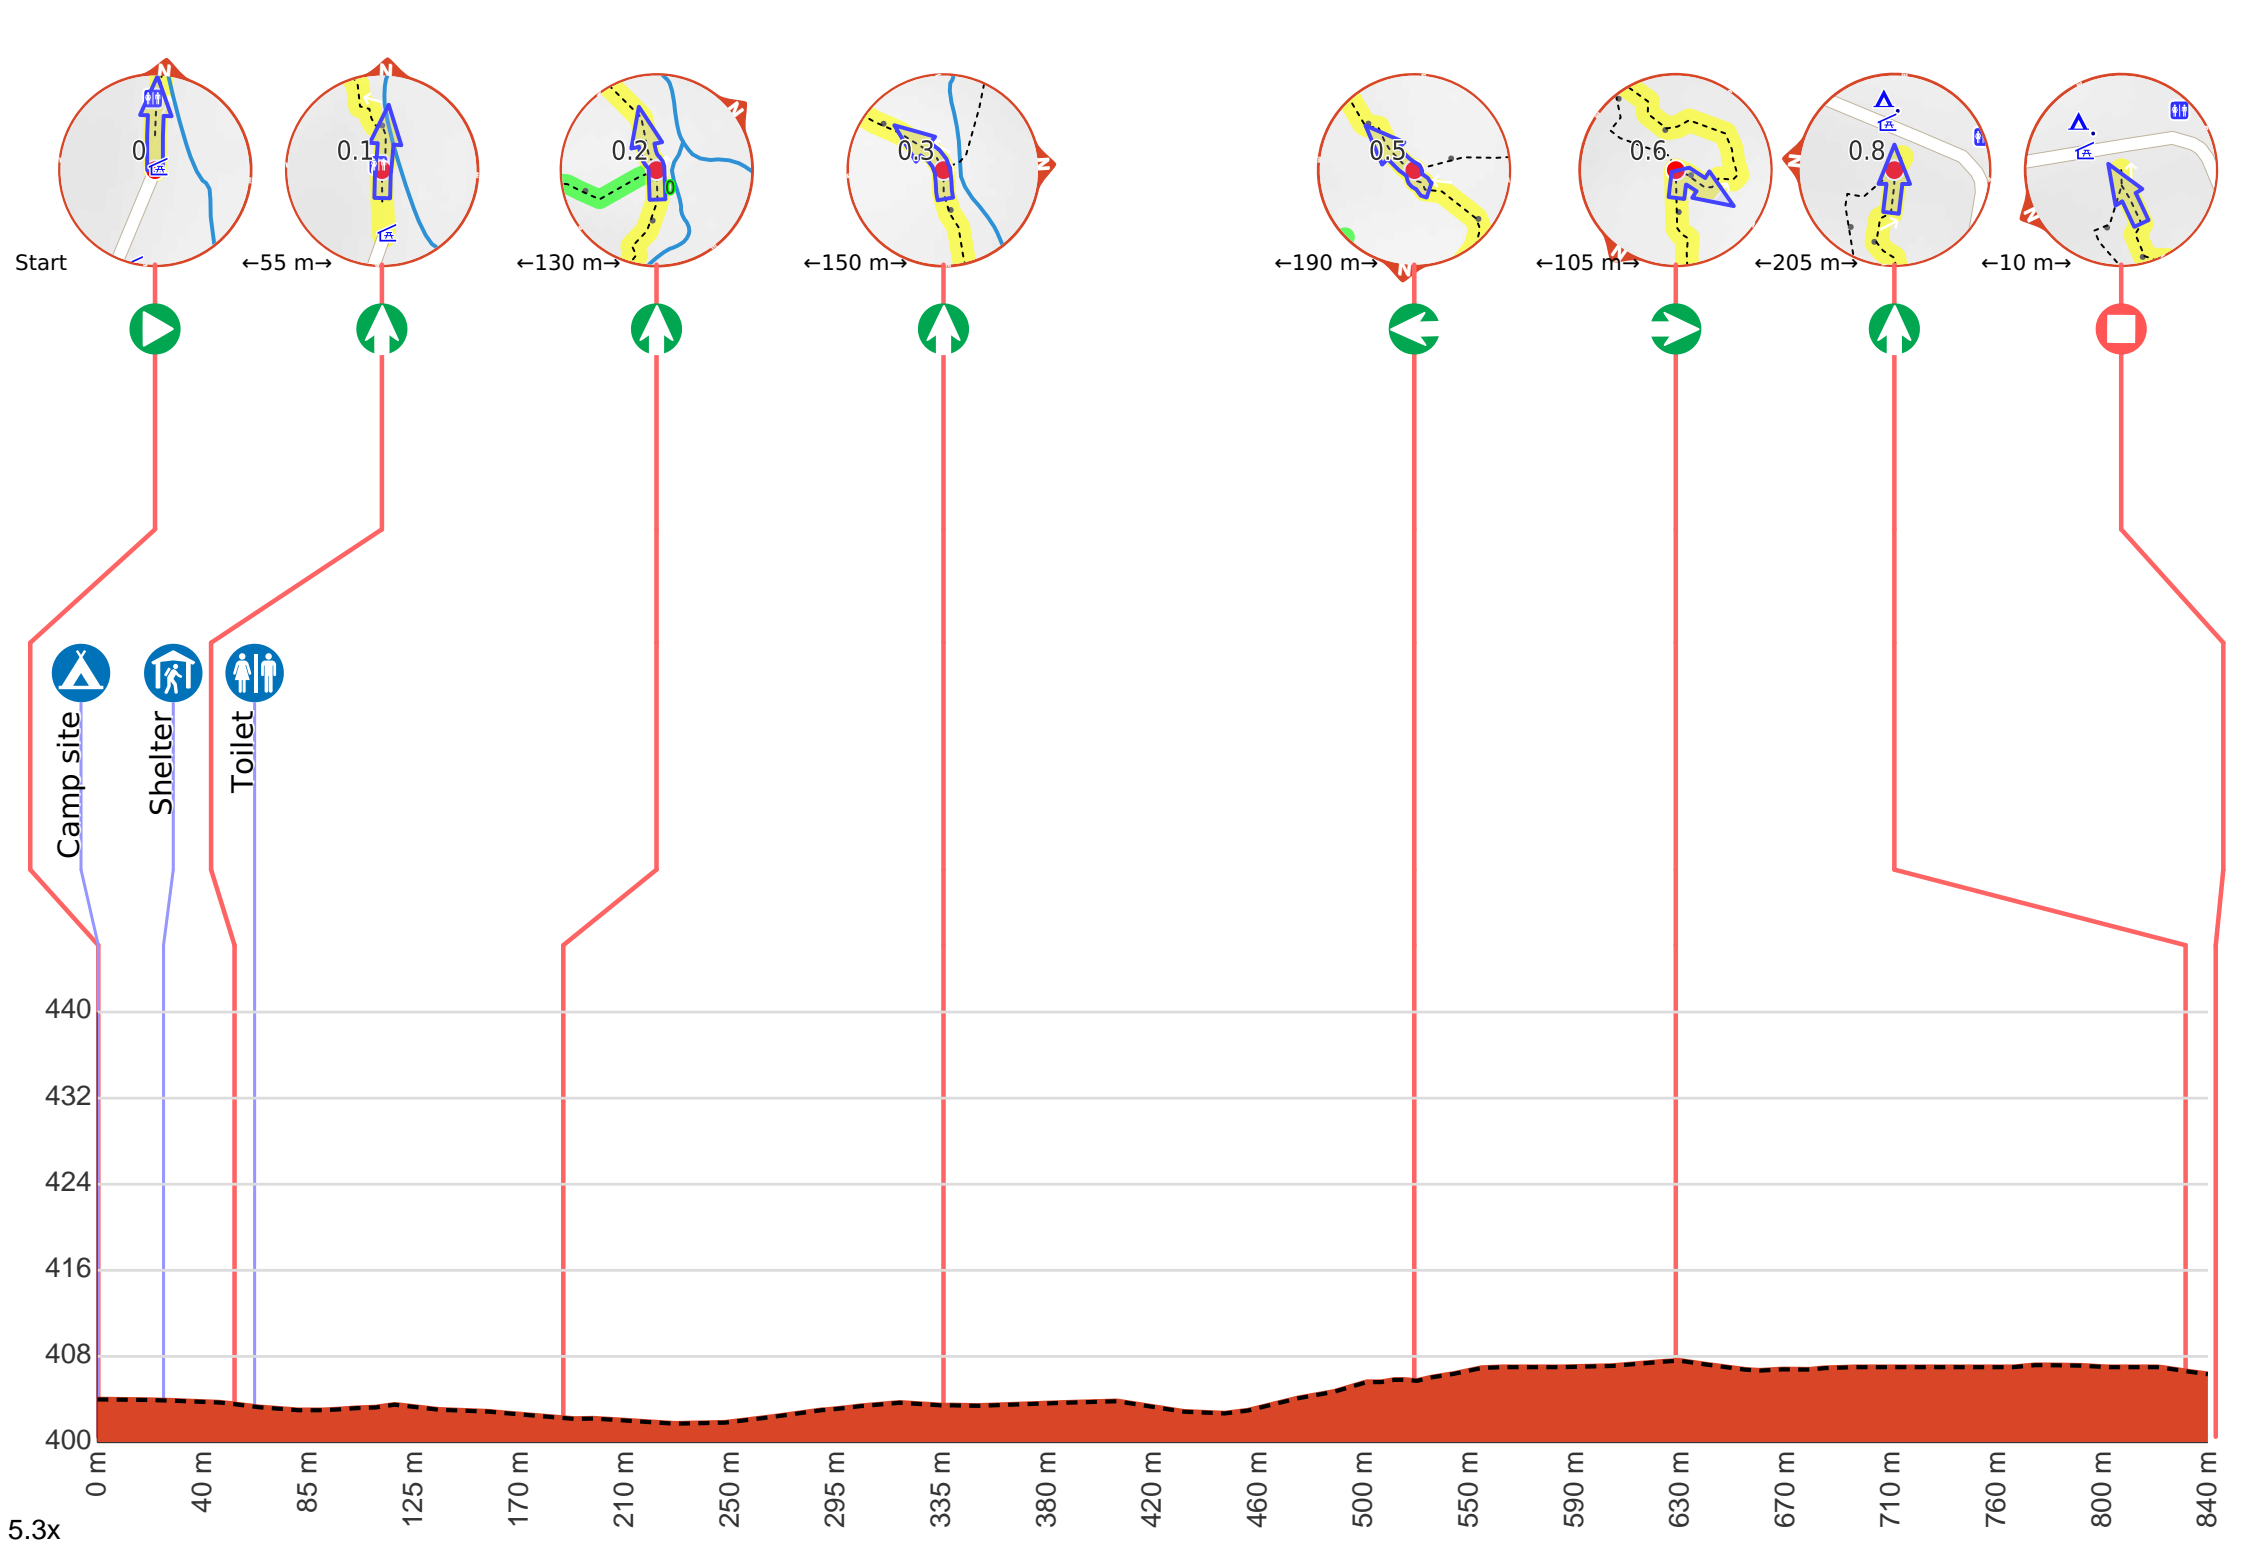 N
N
N
N
N
N
N
N
0
0.1
0.2
0
0.3
0.5
0.6
0.8
Start
←55 m→
←130 m→
←150 m→
←190 m→
←105 m→
←205 m→
←10 m→
Camp site
Shelter
Toilet
440
432
424
416
408
400
0 m
40 m
85 m
125 m
170 m
210 m
250 m
295 m
335 m
380 m
420 m
460 m
500 m
550 m
590 m
630 m
670 m
710 m
760 m
800 m
840 m
5.3x